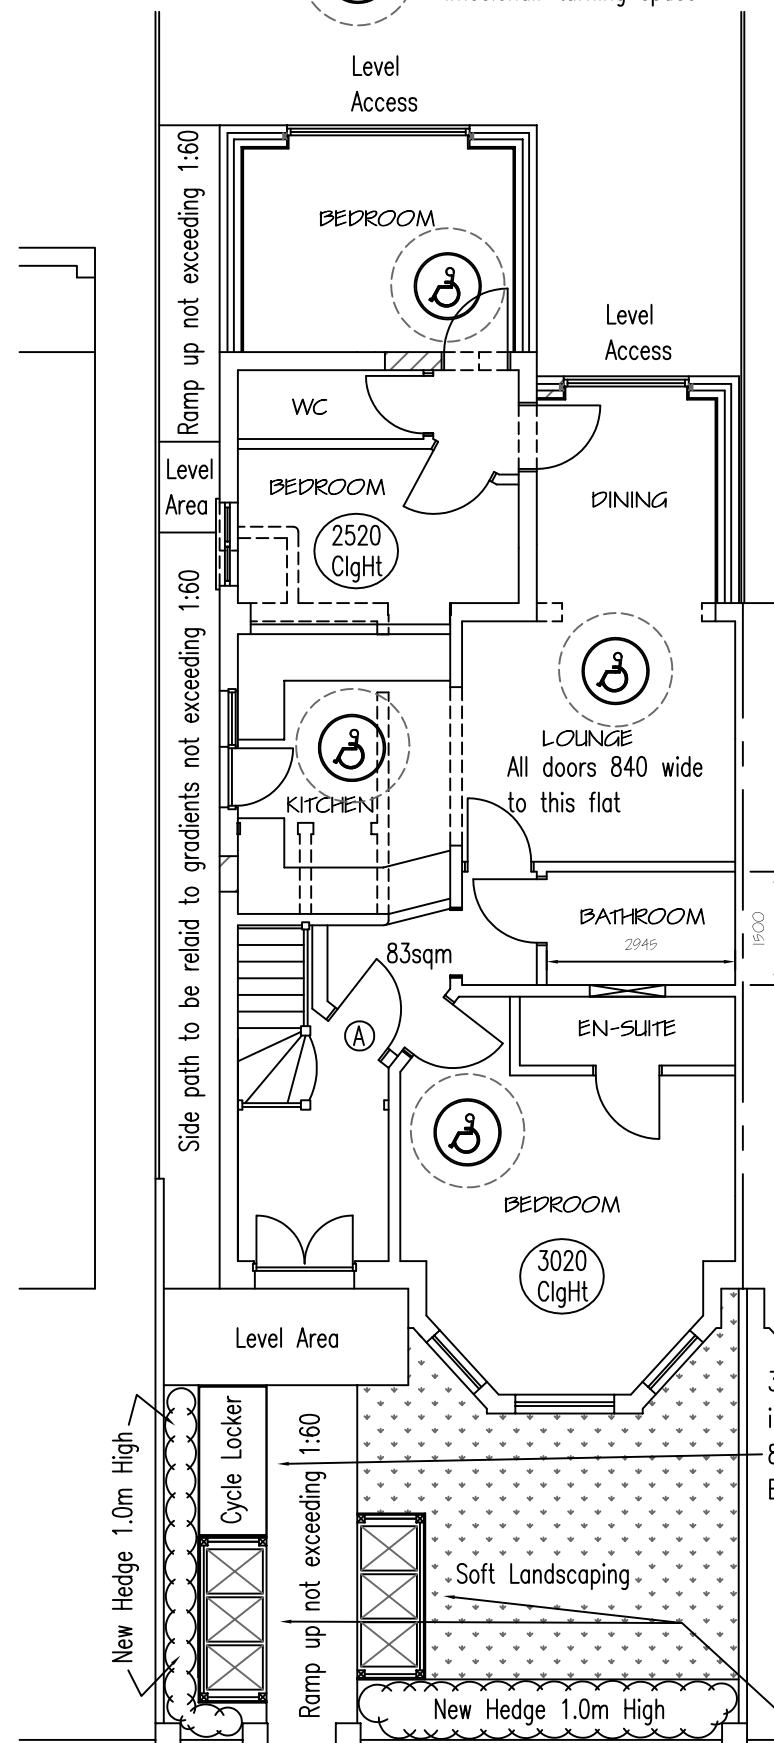 Level
Access
Ramp up not exceeding 1:60
BEDROOM
Level
Access
WC
Level
Area
BEDROOM
2520
ClgHt
DINING
Side path to be relaid to gradients not exceeding 1:60
LOUNGE
All doors 840 wide
to this flat
KITCHEN
BATHROOM
2945
1500
83sqm
A
EN-SUITE
BEDROOM
3020
ClgHt
Level Area
New Hedge 1.0m High
Cycle Locker
Ramp up not exceeding 1:60
Soft Landscaping
New Hedge 1.0m High